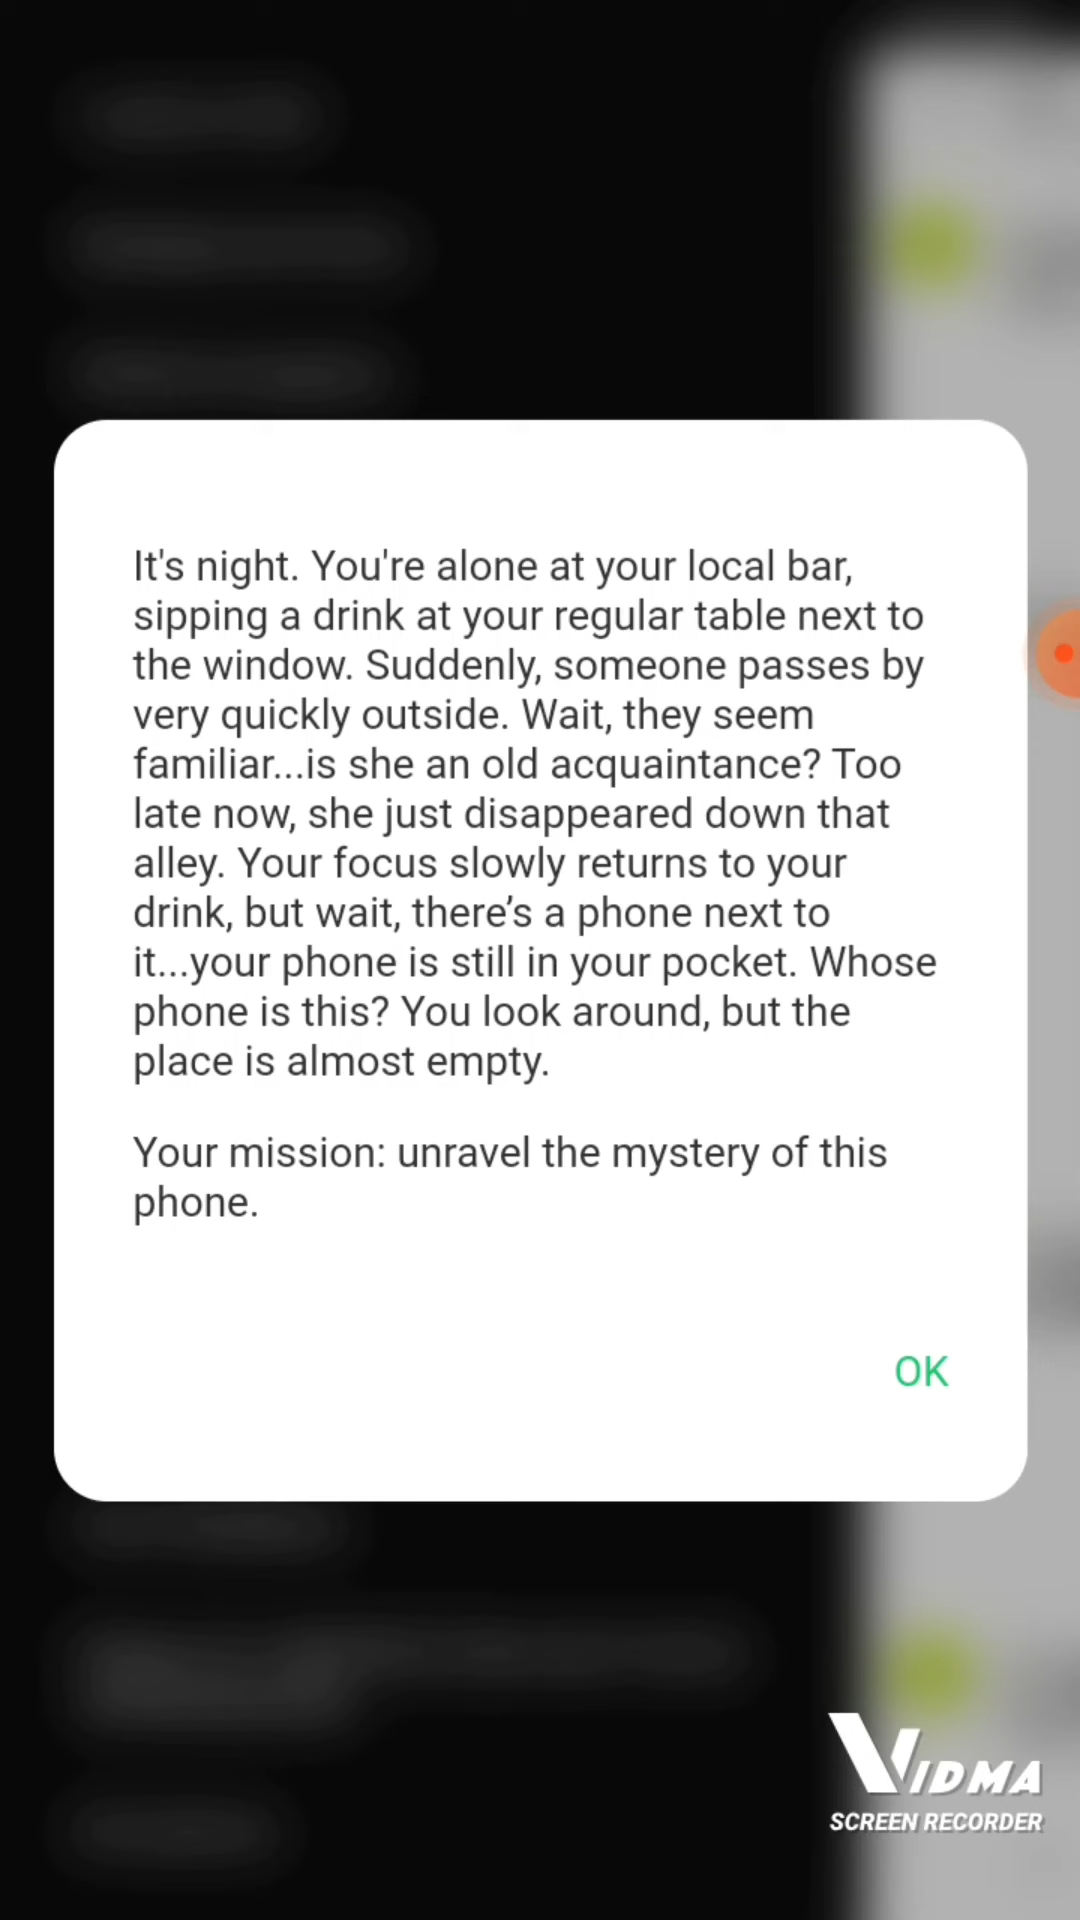 It's night. You're alone at your local bar,
sipping a drink at your regular table next to
the window. Suddenly, someone passes by
very quickly outside. Wait, they seem
familiar...is she an old acquaintance? Too
late now, she just disappeared down that
alley. Your focus slowly returns to your
drink, but wait, there’s a phone next to
it...your phone is still in your pocket. Whose
phone is this? You look around, but the
place is almost empty.
Your mission: unravel the mystery of this
phone.
OK
VIDMA
SCREEN RECORDER